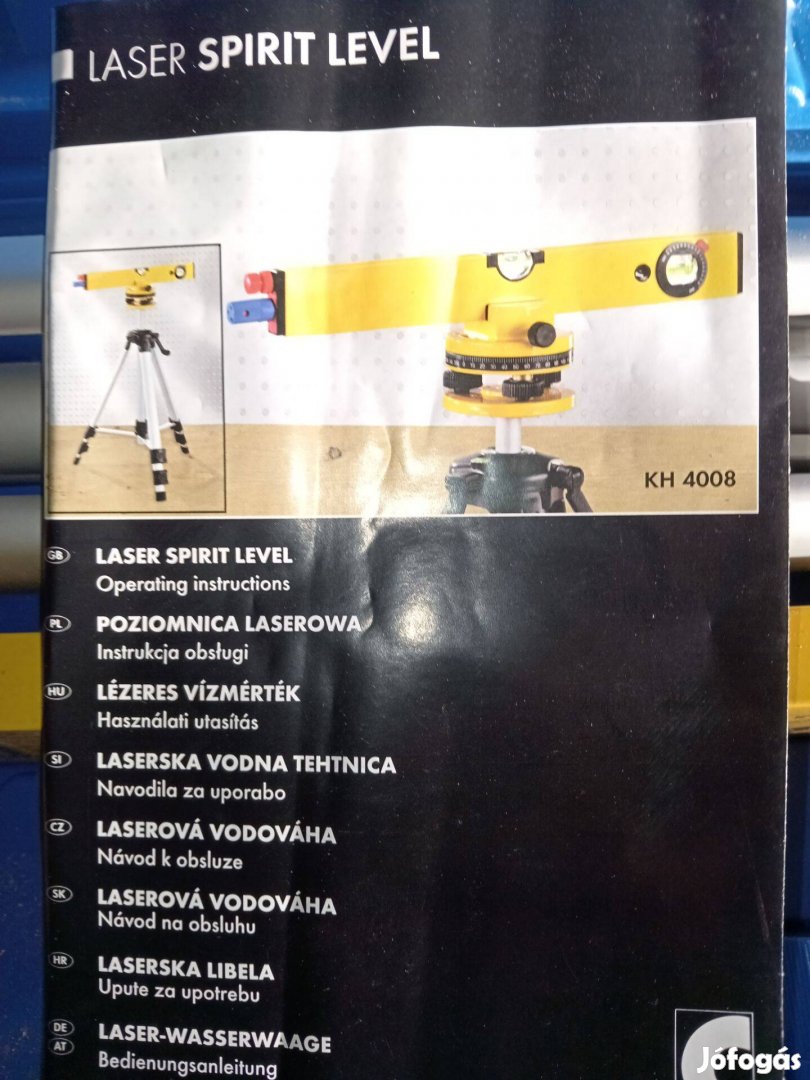 LASER SPIRIT LEVEL
KH 4008
GB LASER SPIRIT LEVEL
Operating instructions
PL POZIOMNICA LASEROWA
Instrukcja obsługi
HU LÉZERES VÍZMÉRTÉK
Használati utasítás
SI LASERSKA VODNA TEHTNICA
Navodila za uporabo
CZ LASEROVÁ VODOVÁHA
Návod k obsluze
SK LASEROVÁ VODOVÁHA
Návod na obsluhu
HR LASERSKA LIBELA
Upute za upotrebu
DE LASER-WASSERWAAGE
AT Bedienungsanleitung
Jófogás